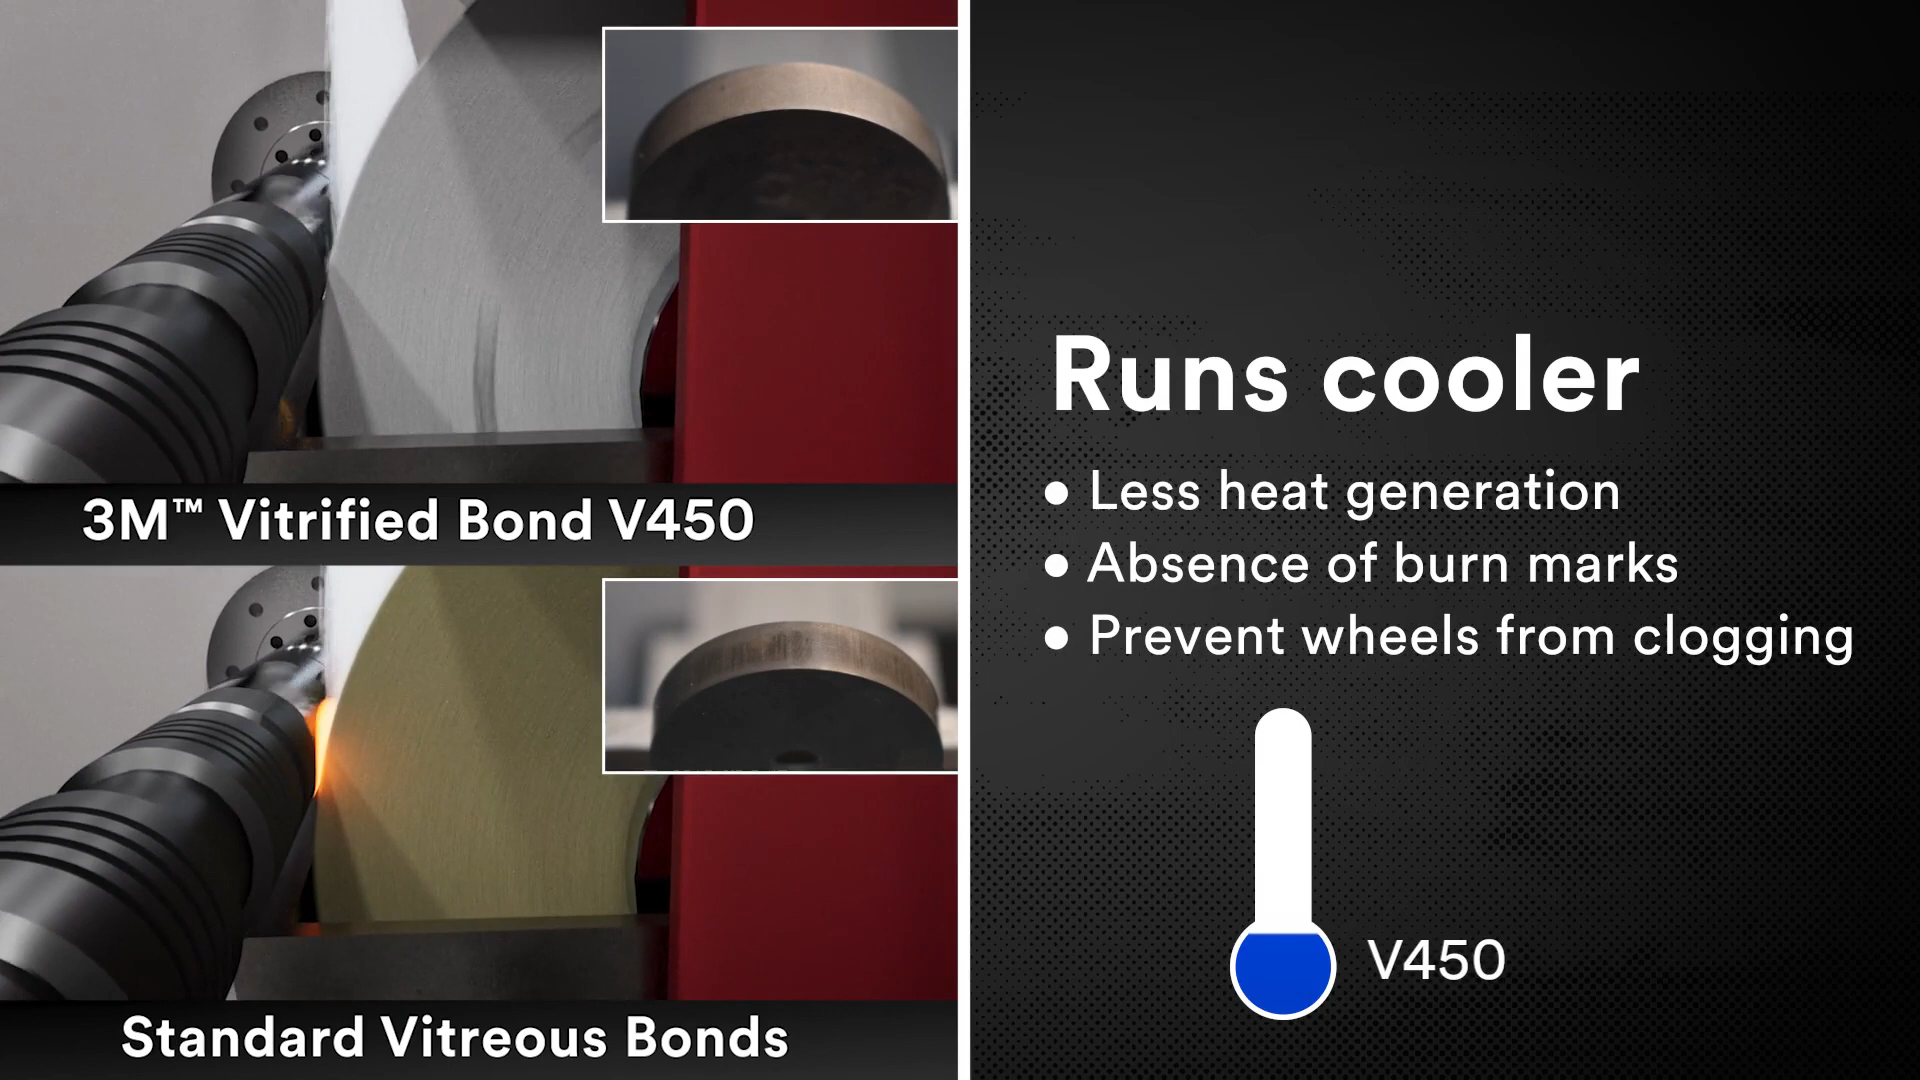 3M™ Vitrified Bond V450
Standard Vitreous Bonds
Runs cooler
• Less heat generation
• Absence of burn marks
• Prevent wheels from clogging
V450